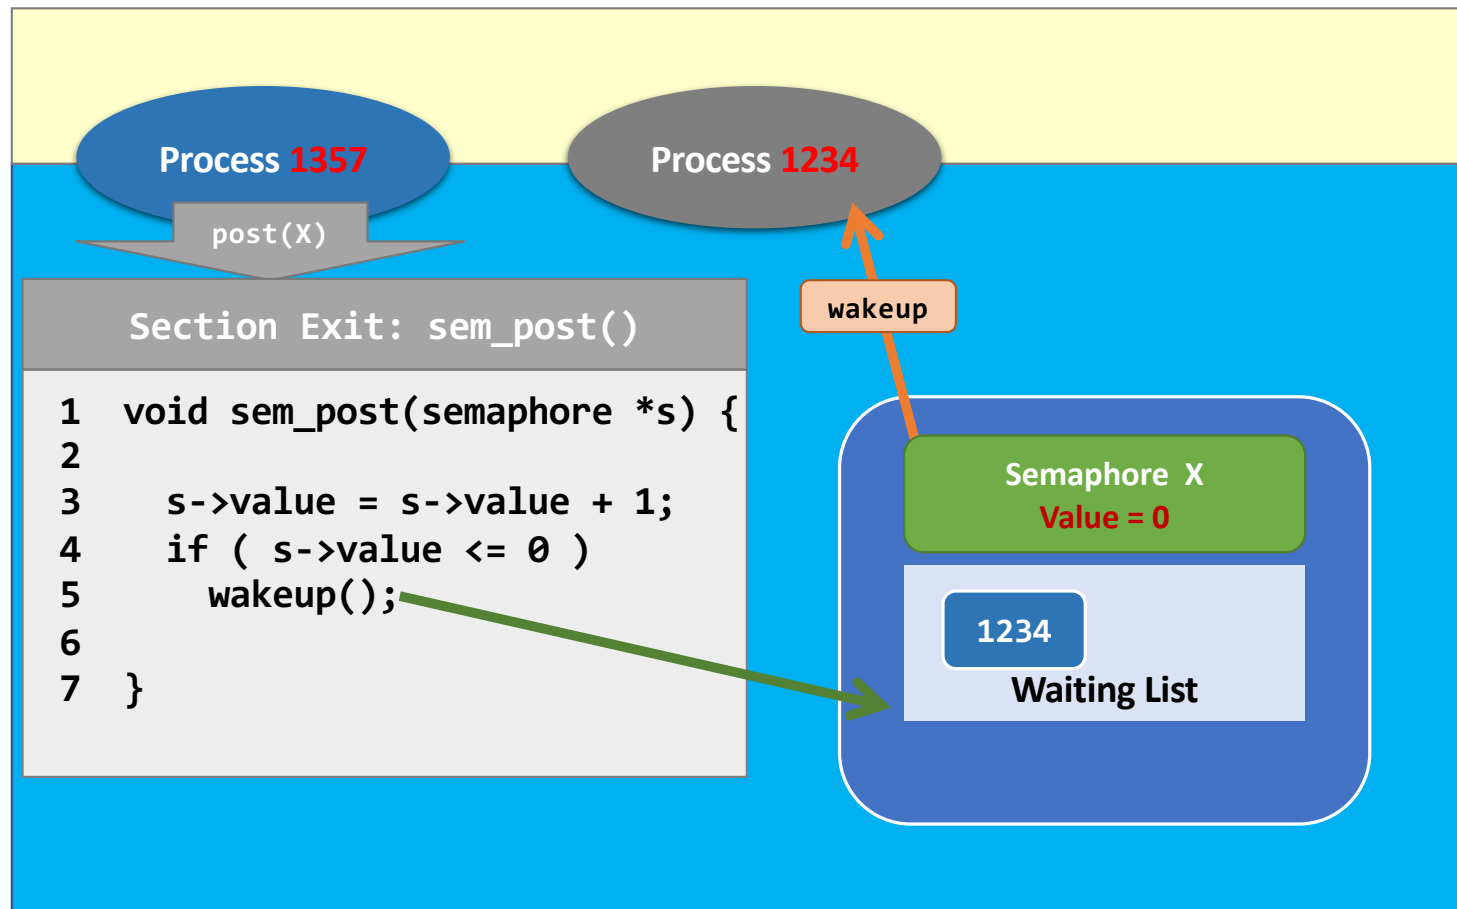 Process 1357
Process 1234
post(X)
wakeup
Section Exit: sem_post()
1 void sem_post(semaphore *s) {
2
3 s->value = s->value + 1;
4 if ( s->value <= 0 )
5 wakeup();
6
7 }
Semaphore X
Value = 0
1234
Waiting List